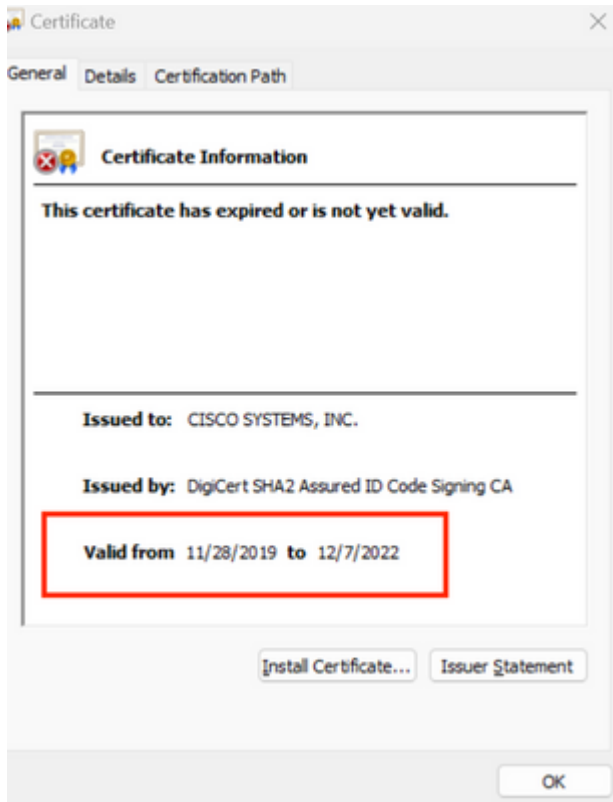 Certificate
General Details Certification Path
Certificate Information
This certificate has expired or is not yet valid.
Issued to: CISCO SYSTEMS, INC.
Issued by: DigiCert SHA2 Assured ID Code Signing CA
Valid from 11/28/2019 to 12/7/2022
Install Certificate... Issuer Statement
OK